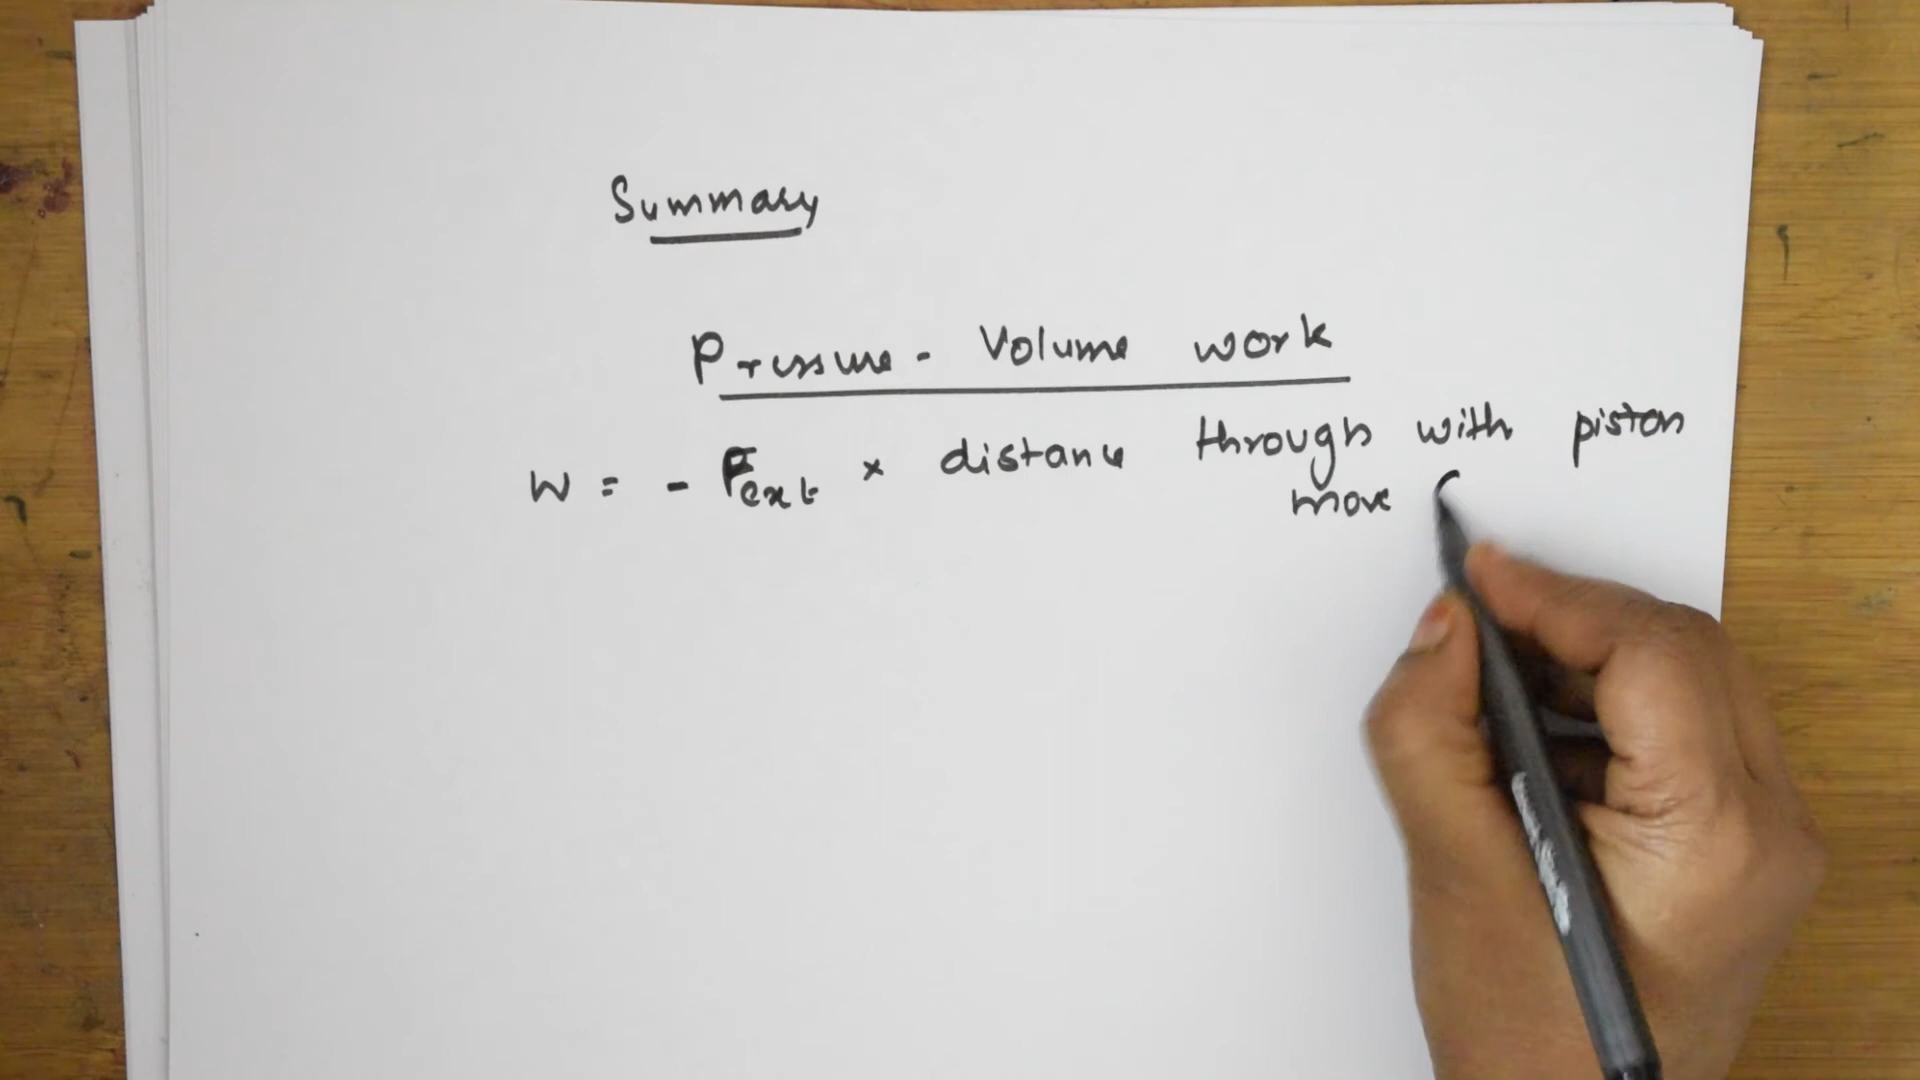 Summary
Pressure - Volume work
W = - Fext × distance through with piston
move (